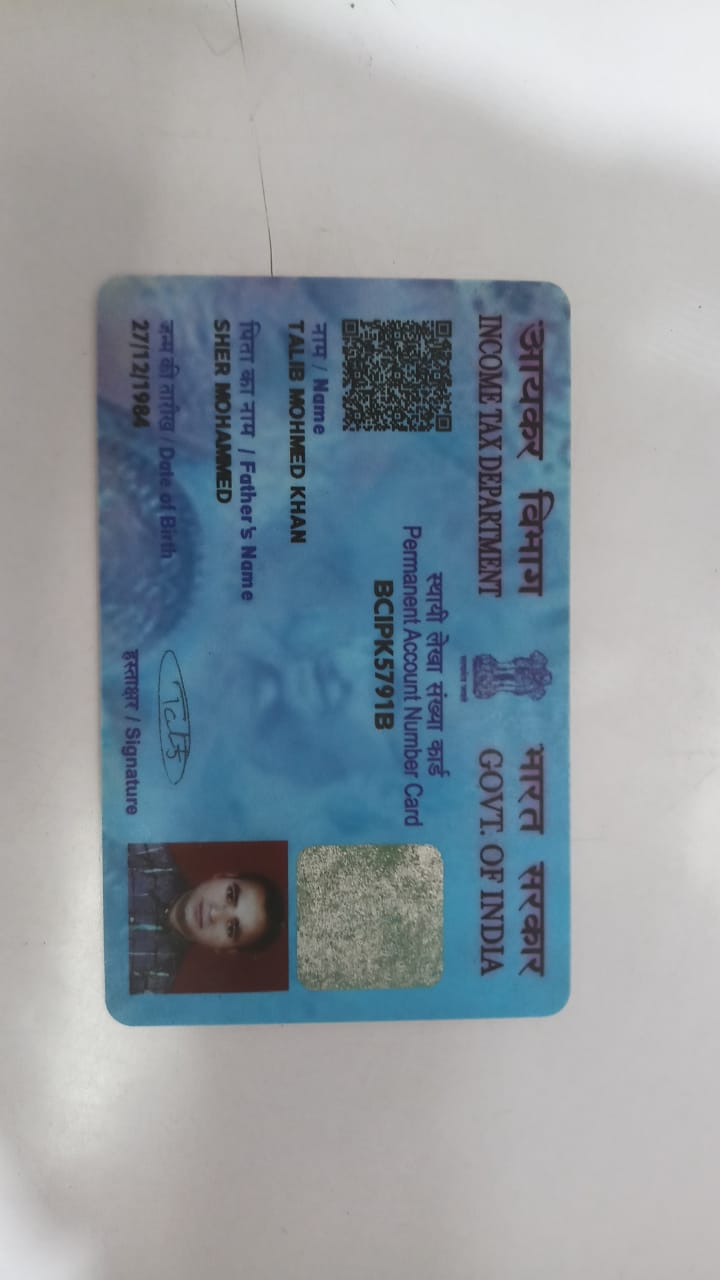 आयकर विभाग
INCOME TAX DEPARTMENT
भारत सरकार
GOVT. OF INDIA
सत्यमेव जयते
स्थायी लेखा संख्या कार्ड
Permanent Account Number Card
BCIPK5791B
नाम / Name
TALIB MOHMED KHAN
पिता का नाम / Father's Name
SHER MOHAMMED
जन्म की तारीख / Date of Birth
27/12/1984
Talib
हस्ताक्षर / Signature